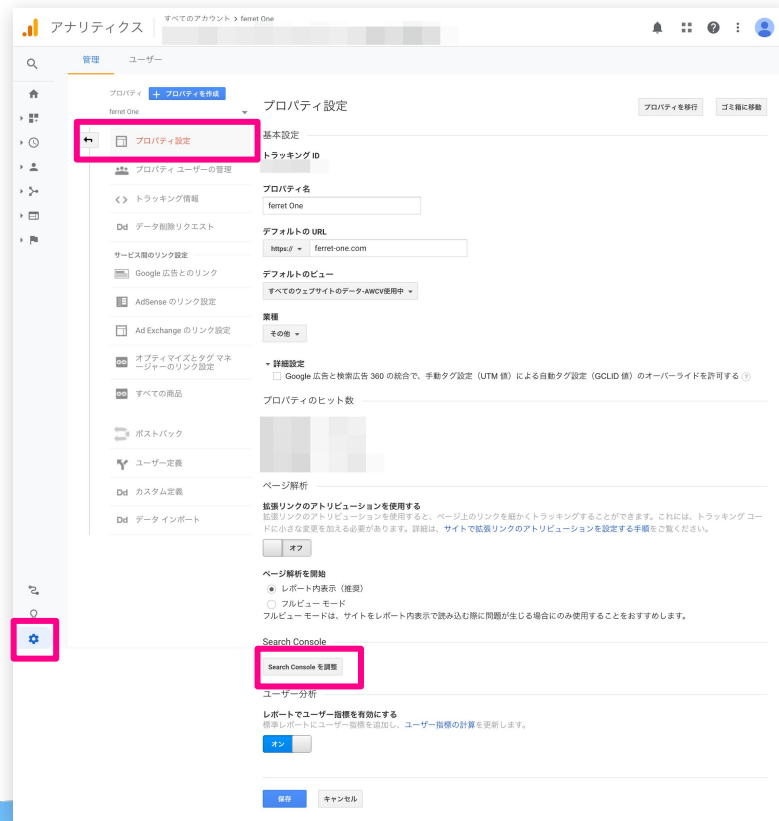 アナリティクス
すべてのアカウント > ferret One
管理
ユーザー
プロパティ
+ プロパティを作成
ferret One
プロパティ設定
プロパティ ユーザーの管理
<> トラッキング情報
Dd データ削除リクエスト
サービス間のリンク設定
Google 広告とのリンク
AdSense のリンク設定
Ad Exchange のリンク設定
オプティマイズとタグ マネ
ージャーのリンク設定
すべての商品
ポストバック
ユーザー定義
Dd カスタム定義
Dd データ インポート
プロパティ設定
プロパティを移行
ゴミ箱に移動
基本設定
トラッキング ID
プロパティ名
ferret One
デフォルトの URL
https://
ferret-one.com
デフォルトのビュー
すべてのウェブサイトのデータ-AWCV使用中
業種
その他
詳細設定
Google 広告と検索広告 360 の統合で、手動タグ設定（UTM 値）による自動タグ設定（GCLID 値）のオーバーライドを許可する ?
プロパティのヒット数
ページ解析
拡張リンクのアトリビューションを使用する
拡張リンクのアトリビューションを使用すると、ページ上のリンクを細かくトラッキングすることができます。これには、トラッキング コー
ドに小さな変更を加える必要があります。詳細は、サイトで拡張リンクのアトリビューションを設定する手順をご覧ください。
オフ
ページ解析を開始
レポート内表示（推奨）
フルビュー モード
フルビュー モードは、サイトをレポート内表示で読み込む際に問題が生じる場合にのみ使用することをおすすめします。
Search Console
Search Console を調整
ユーザー分析
レポートでユーザー指標を有効にする
標準レポートにユーザー指標を追加し、ユーザー指標の計算を更新します。
オン
保存
キャンセル